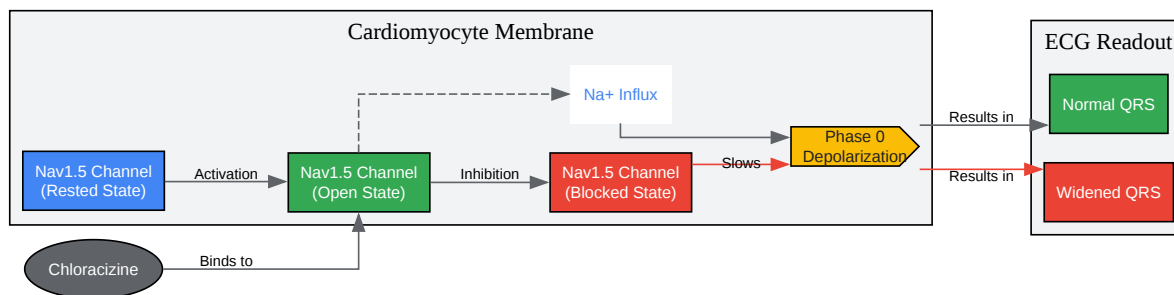 Cardiomyocyte Membrane
ECG Readout
Na+ Influx
Normal QRS
Results in
Phase 0
Depolarization
Nav1.5 Channel
(Rested State)
Activation
Nav1.5 Channel
(Open State)
Inhibition
Nav1.5 Channel
(Blocked State)
Slows
Results in
Widened QRS
Chloracizine
Binds to